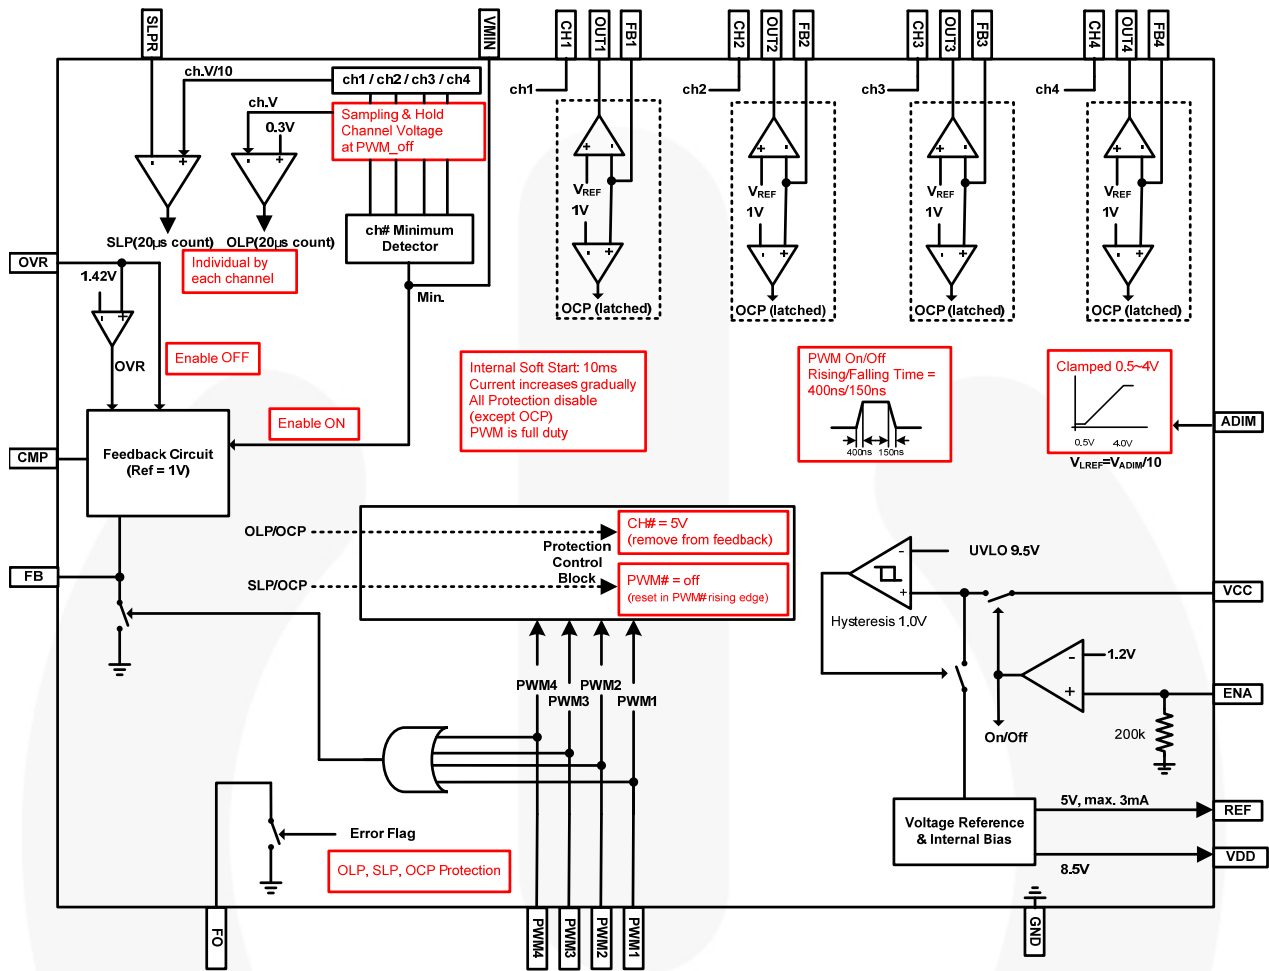 SLPR
VMIN
CH1
OUT1
FB1
CH2
OUT2
FB2
CH3
OUT3
FB3
CH4
OUT4
FB4
ch.V/10
ch1 / ch2 / ch3 / ch4
ch1
ch2
ch3
ch4
ch.V
0.3V
Sampling & Hold
Channel Voltage
at PWM_off
-
+
-
+
-
+
-
+
-
+
-
+
VREF
VREF
VREF
VREF
1V
1V
1V
1V
SLP(20µs count)
OLP(20µs count)
ch# Minimum
Detector
-
+
-
+
-
+
-
+
OVR
Individual by
each channel
1.42V
Min.
OCP (latched)
OCP (latched)
OCP (latched)
OCP (latched)
-
+
OVR
Enable OFF
Internal Soft Start: 10ms
Current increases gradually
All Protection disable
(except OCP)
PWM is full duty
PWM On/Off
Rising/Falling Time =
400ns/150ns
400ns
150ns
Clamped 0.5~4V
0.5V
4.0V
VLREF=VADIM/10
ADIM
Enable ON
CMP
Feedback Circuit
(Ref = 1V)
OLP/OCP
CH# = 5V
(remove from feedback)
Protection
Control
Block
SLP/OCP
PWM# = off
(reset in PWM# rising edge)
FB
-
UVLO 9.5V
+
Hysteresis 1.0V
VCC
-
1.2V
+
ENA
200k
On/Off
PWM4
PWM2
PWM3
PWM1
5V, max. 3mA
REF
Voltage Reference
& Internal Bias
8.5V
VDD
Error Flag
OLP, SLP, OCP Protection
FO
PWM4
PWM3
PWM2
PWM1
GND